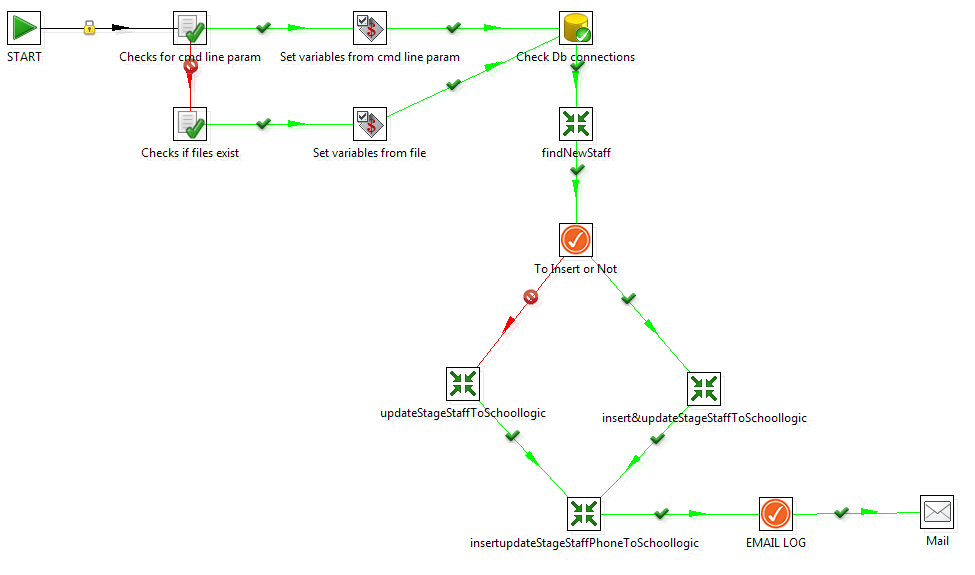 START
Checks for cmd line param
Set variables from cmd line param
Check Db connections
Checks if files exist
Set variables from file
findNewStaff
To Insert or Not
updateStageStaffToSchoollogic
insert&updateStageStaffToSchoollogic
insertupdateStageStaffPhoneToSchoollogic
EMAIL LOG
Mail